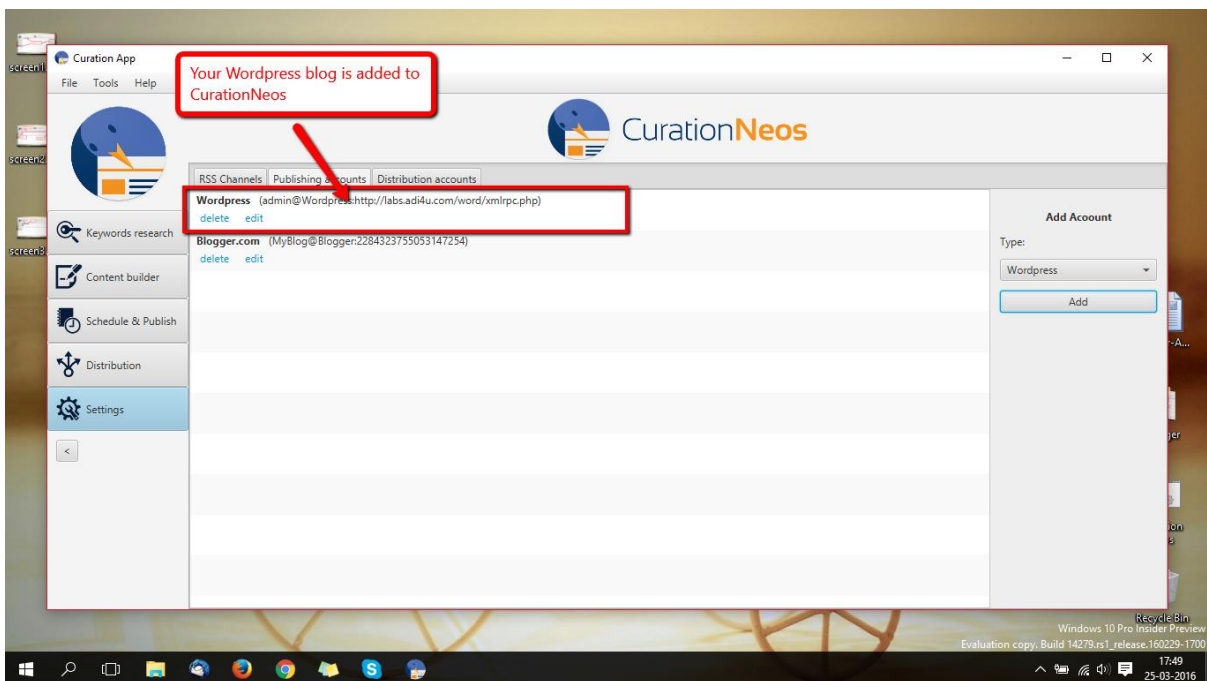 Curation App
File Tools Help
Your Wordpress blog is added to
CurationNeos
CurationNeos
RSS Channels Publishing accounts Distribution accounts
Wordpress (admin@Wordpress:http://labs.adi4u.com/word/xmlrpc.php)
delete edit
Blogger.com (MyBlog@Blogger:2284323755053147254)
delete edit
Keywords research
Content builder
Schedule & Publish
Distribution
Settings
<
Add Acoount
Type:
Wordpress
Add
Recycle Bin
Windows 10 Pro Insider Preview
Evaluation copy. Build 14279.rs1_release.160229-1700
17:49
25-03-2016